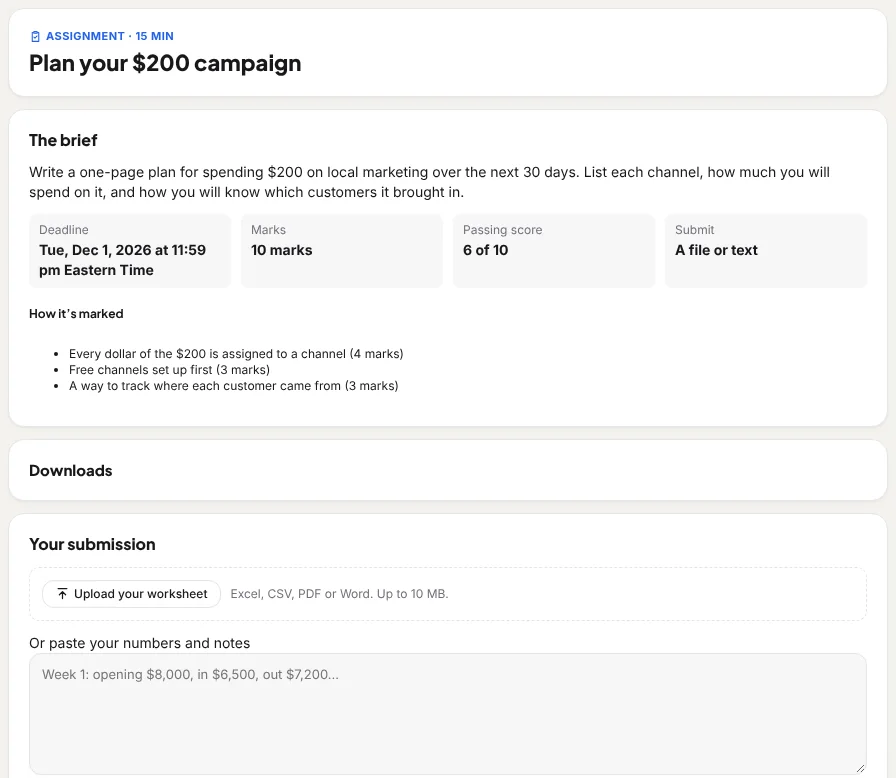 ASSIGNMENT · 15 MIN
Plan your $200 campaign
The brief
Write a one-page plan for spending $200 on local marketing over the next 30 days. List each channel, how much you will
spend on it, and how you will know which customers it brought in.
Deadline
Tue, Dec 1, 2026 at 11:59
pm Eastern Time
Marks
10 marks
Passing score
6 of 10
Submit
A file or text
How it's marked
• Every dollar of the $200 is assigned to a channel (4 marks)
• Free channels set up first (3 marks)
• A way to track where each customer came from (3 marks)
Downloads
Your submission
Upload your worksheet
Excel, CSV, PDF or Word. Up to 10 MB.
Or paste your numbers and notes
Week 1: opening $8,000, in $6,500, out $7,200...